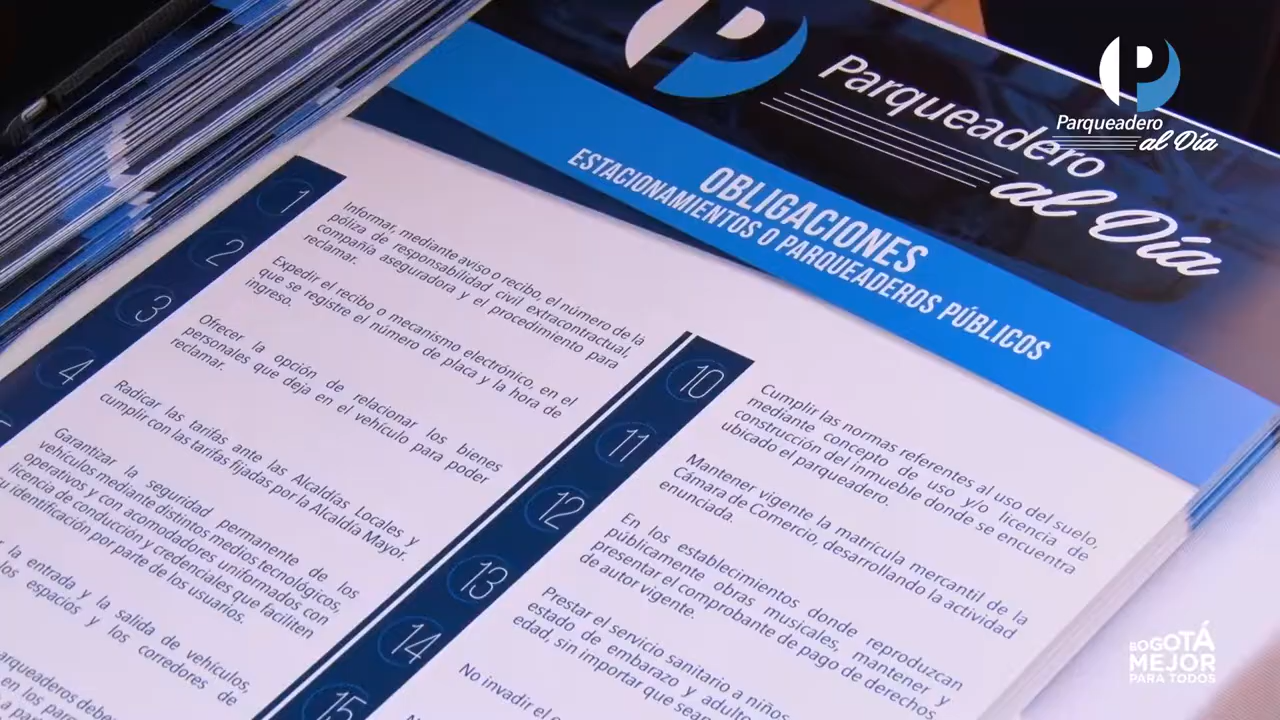 Parqueadero
al Día
OBLIGACIONES
ESTACIONAMIENTOS O PARQUEADEROS PÚBLICOS
1
Informar, mediante aviso o recibo, el número de la
póliza de responsabilidad civil extracontractual,
compañía aseguradora y el procedimiento para
reclamar.
2
Expedir el recibo o mecanismo electrónico, en el
que se registre el número de placa y la hora de
ingreso.
3
Ofrecer la opción de relacionar los bienes
personales que deja en el vehículo para poder
reclamar.
4
Radicar las tarifas ante las Alcaldías Locales y
cumplir con las tarifas fijadas por la Alcaldía Mayor.
Garantizar la seguridad permanente de los
vehículos mediante distintos medios tecnológicos,
operativos y con acomodadores uniformados con
licencia de conducción y credenciales que faciliten
su identificación por parte de los usuarios.
la entrada y la salida de vehículos,
los espacios y los corredores de
10
Cumplir las normas referentes al uso del suelo,
mediante concepto de uso y/o licencia de
construcción del inmueble donde se encuentra
ubicado el parqueadero.
11
Mantener vigente la matrícula mercantil de la
Cámara de Comercio, desarrollando la actividad
enunciada.
12
En los establecimientos donde reproduzcan
públicamente obras musicales, mantener y
presentar el comprobante de pago de derechos
de autor vigente.
13
Prestar el servicio sanitario a niños
estado de embarazo y
edad, sin importar que
14
No invadir el
15
Parqueadero
al Día
BOGOTÁ
MEJOR
PARA TODOS